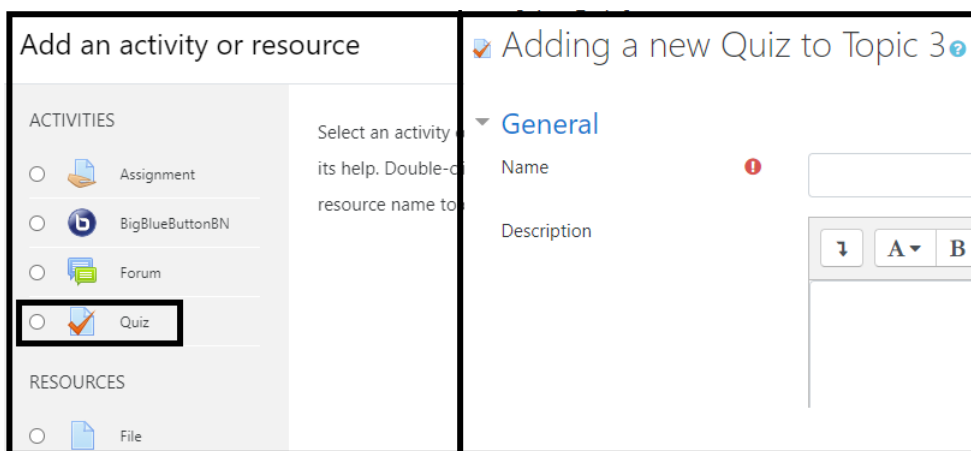 Add an activity or resource
ACTIVITIES
Select an activity
Assignment
its help. Double-
resource name to
BigBlueButtonBN
Forum
Quiz
RESOURCES
File
Adding a new Quiz to Topic 3
General
Name
Description
A B